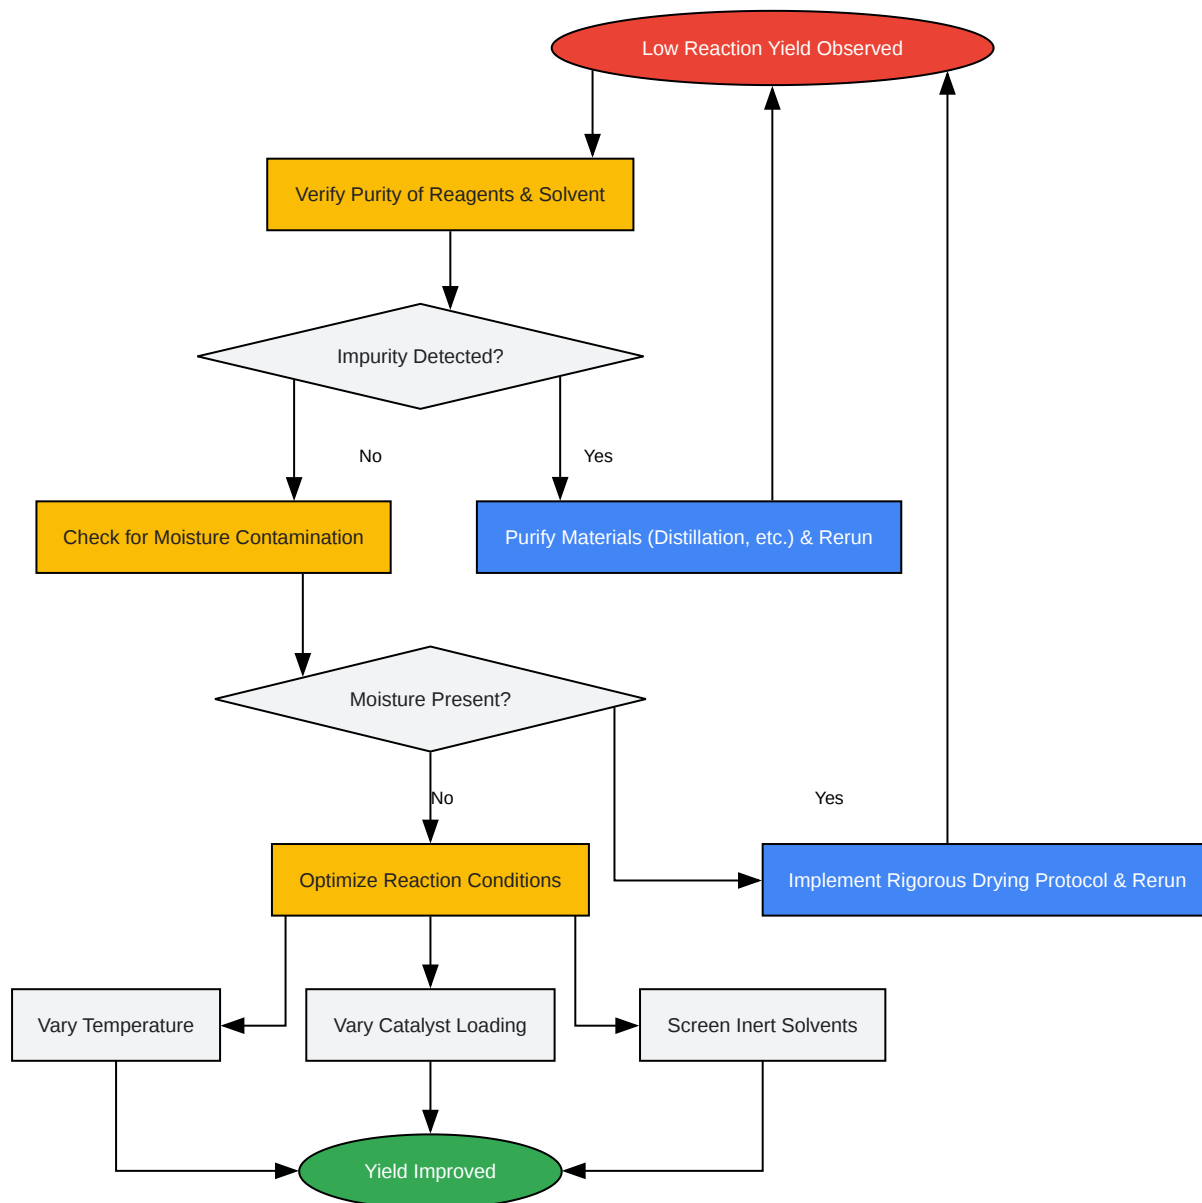 Low Reaction Yield Observed
Verify Purity of Reagents & Solvent
Impurity Detected?
No
Yes
Check for Moisture Contamination
Purify Materials (Distillation, etc.) & Rerun
Moisture Present?
No
Yes
Optimize Reaction Conditions
Implement Rigorous Drying Protocol & Rerun
Vary Temperature
Vary Catalyst Loading
Screen Inert Solvents
Yield Improved